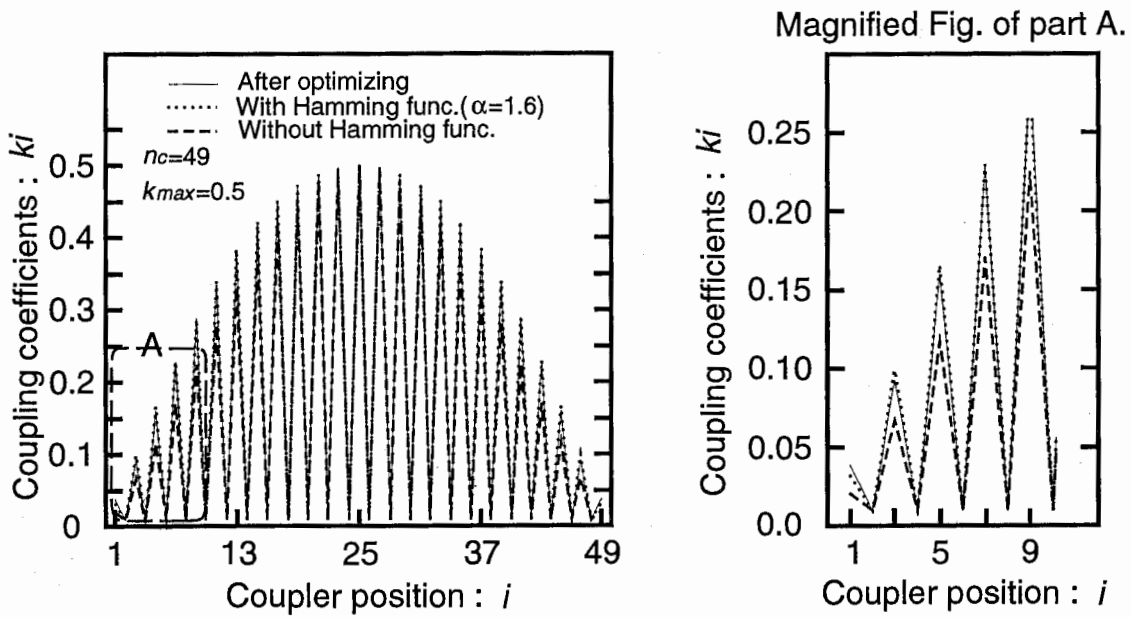 Magnified Fig. of part A.
After optimizing
With Hamming func.(α=1.6)
Without Hamming func.
nc=49
kmax=0.5
A
Coupling coefficients : ki
0.5
0.4
0.3
0.2
0.1
0
1 13 25 37 49
Coupler position : i
Coupling coefficients : ki
0.25
0.20
0.15
0.10
0.05
0.0
1 5 9
Coupler position : i